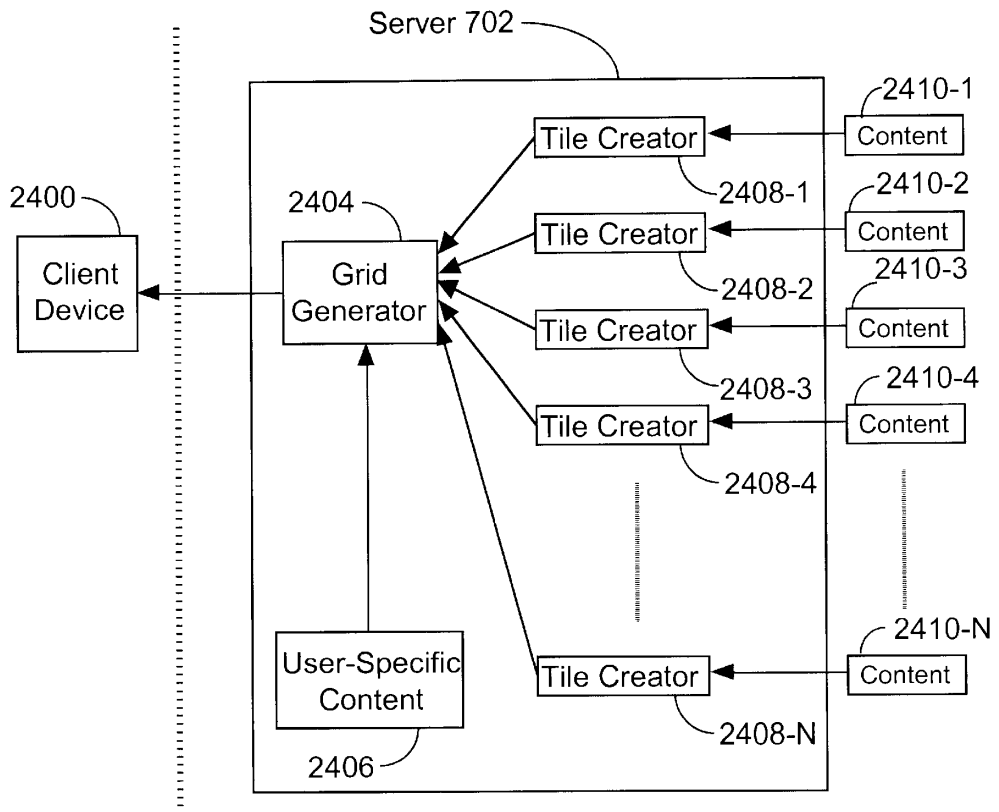 Server 702
2410-1
Tile Creator
Content
2408-1
2410-2
2400
2404
Tile Creator
Content
Client
Device
Grid
Generator
2408-2
2410-3
Tile Creator
Content
2408-3
2410-4
Tile Creator
Content
2408-4
2410-N
User-Specific
Content
Tile Creator
Content
2408-N
2406